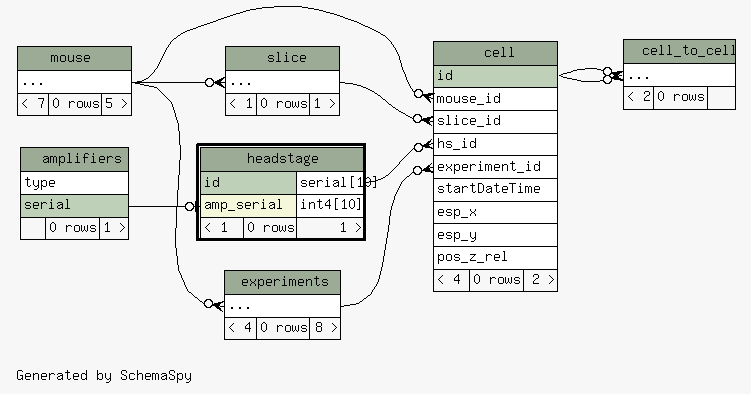 mouse
...
< 7 0 rows 5 >
slice
...
< 1 0 rows 1 >
cell
id
mouse_id
slice_id
hs_id
experiment_id
startDateTime
esp_x
esp_y
pos_z_rel
< 4 0 rows 2 >
cell_to_cell
...
< 2 0 rows
amplifiers
type
serial
0 rows 1 >
headstage
id serial[10]
amp_serial int4[10]
< 1 0 rows 1 >
experiments
...
< 4 0 rows 8 >
Generated by SchemaSpy